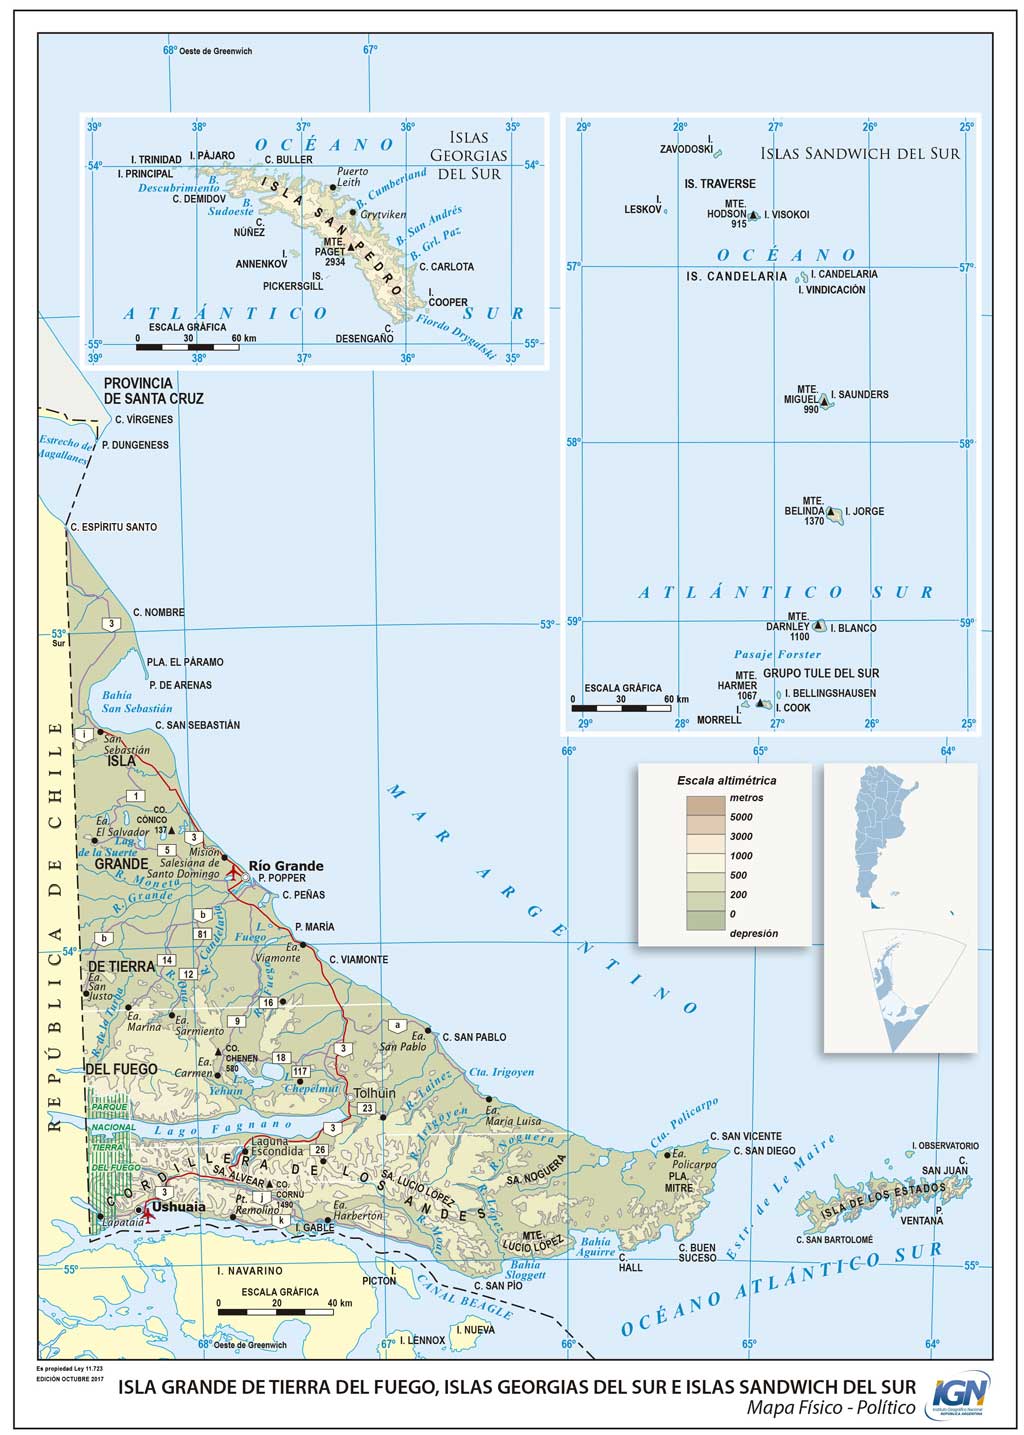 68° Oeste de Greenwich
67°
39°
38°
37°
36°
35°
OCÉANO
ISLAS
GEORGIAS
DEL SUR
54°
54°
I. TRINIDAD
I. PÁJARO
C. BULLER
I. PRINCIPAL
Puerto
Leith
B.
Descubrimiento
C. DEMIDOV
B.
Sudoeste
B. Cumberland
Grytviken
ISLA SAN PEDRO
C.
NÚÑEZ
B. San Andrés
B. Grl. Paz
MTE.
PAGET
2934
I.
ANNENKOV
IS.
PICKERSGILL
C. CARLOTA
I.
COOPER
ATLÁNTICO SUR
ESCALA GRÁFICA
0 30 60 km
C.
DESENGAÑO
Fiordo Drygalski
55°
55°
39°
38°
37°
36°
35°
28°
27°
26°
25°
I.
ZAVODOSKI
ISLAS SANDWICH DEL SUR
IS. TRAVERSE
I.
LESKOV
MTE.
HODSON
915
I. VISOKOI
OCÉANO
57°
57°
IS. CANDELARIA
I. CANDELARIA
I. VINDICACIÓN
MTE.
MIGUEL
990
I. SAUNDERS
58°
58°
MTE.
BELINDA
1370
I. JORGE
ATLÁNTICO SUR
59°
59°
MTE.
DARNLEY
1100
I. BLANCO
Pasaje Forster
MTE.
HARMER
1067
GRUPO TULE DEL SUR
I. BELLINGSHAUSEN
I. COOK
I.
MORRELL
ESCALA GRÁFICA
0 30 60 km
29°
28°
27°
26°
25°
PROVINCIA
DE SANTA CRUZ
C. VÍRGENES
Estrecho de
Magallanes
P. DUNGENESS
C. ESPÍRITU SANTO
C. NOMBRE
3
53°
Sur
53°
PLA. EL PÁRAMO
P. DE ARENAS
Bahía
San Sebastián
C. SAN SEBASTIÁN
i
San
Sebastián
ISLA
1
CO.
CÓNICO
137
Ea.
El Salvador
Lag.
de la Suerte
5
3
Misión
Salesiana de
Santo Domingo
GRANDE
Río Grande
P. POPPER
C. PEÑAS
R. Moneta
R. Grande
b
81
b
R. Candelaria
L.
Fuego
P. MARÍA
Ea.
Viamonte
C. VIAMONTE
54°
DE TIERRA
14
12
Ea.
San
Justo
R. de la Turba
R. Ona
R. Fuego
16
Ea.
Marina
Ea.
Sarmiento
9
a
Ea.
San Pablo
C. SAN PABLO
CO.
CHENEN
580
Ea.
Carmen
18
117
3
DEL FUEGO
L.
Yehuin
L.
Chepelmut
Tolhuin
23
R. Laínez
Cta. Irigoyen
Ea.
María Luisa
R. Irigoyen
R. Noguera
PARQUE
NACIONAL
TIERRA
DEL FUEGO
Lago Fagnano
Laguna
Escondida
3
26
CORDILLERA DE LOS ANDES
SA. ALVEAR
CO.
CORNÚ
1490
SA. LUCIO LÓPEZ
SA. NOGUERA
3
Ushuaia
Lapataia
Pt.
Remolino
j
k
Ea.
Harberton
I. GABLE
R. Moat
R. López
MTE.
LUCIO LÓPEZ
Bahía
Sloggett
Bahía
Aguirre
C.
HALL
C. BUEN
SUCESO
C. SAN PÍO
Cta. Policarpo
Ea.
Policarpo
PLA.
MITRE
C. SAN VICENTE
C. SAN DIEGO
Estr. de Le Maire
I. OBSERVATORIO
C.
SAN JUAN
ISLA DE LOS ESTADOS
P.
VENTANA
C. SAN BARTOLOMÉ
OCÉANO ATLÁNTICO SUR
MAR ARGENTINO
REPÚBLICA DE CHILE
66°
65°
64°
Escala altimétrica
metros
5000
3000
1000
500
200
0
depresión
55°
55°
I. NAVARINO
ESCALA GRÁFICA
0 20 40 km
I.
PICTON
CANAL BEAGLE
I. NUEVA
I. LENNOX
68° Oeste de Greenwich
67°
66°
65°
64°
Es propiedad Ley 11.723
EDICIÓN OCTUBRE 2017
ISLA GRANDE DE TIERRA DEL FUEGO, ISLAS GEORGIAS DEL SUR E ISLAS SANDWICH DEL SUR
Mapa Físico - Político
IGN
Instituto Geográfico Nacional
REPÚBLICA ARGENTINA